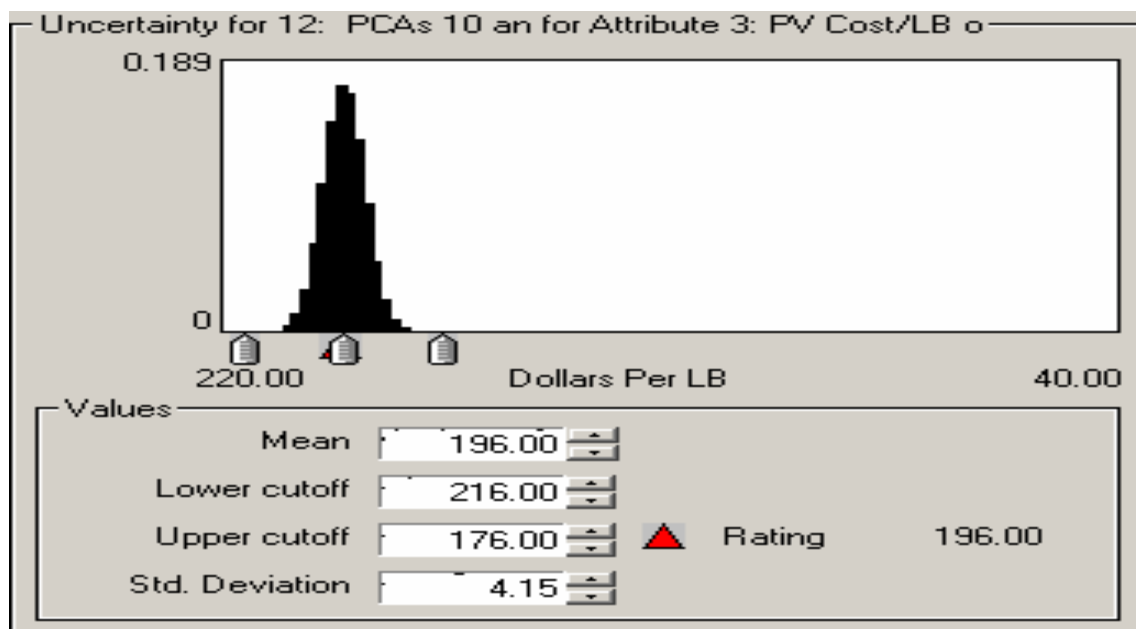 Uncertainty for 12: PCAs 10 an for Attribute 3: PV Cost/LB o
0.189
0
220.00 Dollars Per LB 40.00
Values
Mean 196.00
Lower cutoff 216.00
Upper cutoff 176.00 Rating 196.00
Std. Deviation 4.15